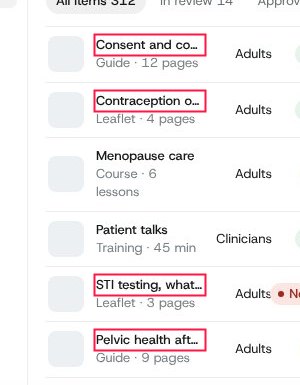 All items 312 In review 14 Approv
Consent and co... Adults
Guide · 12 pages
Contraception o... Adults
Leaflet · 4 pages
Menopause care Adults
Course · 6
lessons
Patient talks Clinicians
Training · 45 min
STI testing, what... Adults
Leaflet · 3 pages
Pelvic health aft... Adults
Guide · 9 pages